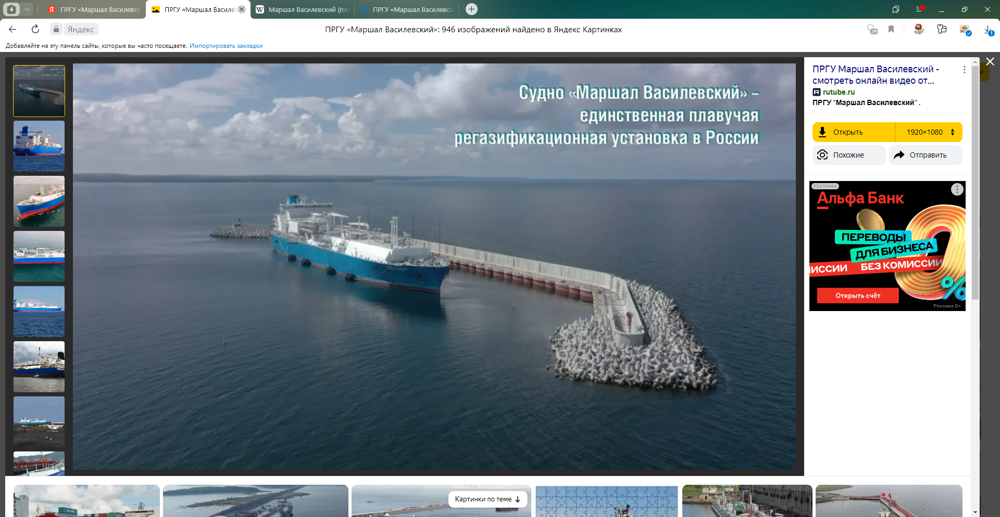 4
ПРГУ «Маршал Василевск
ПРГУ «Маршал Василе
Маршал Василевский (пла
ПРГУ «Маршал Василевск
Яндекс
ПРГУ «Маршал Василевский»: 946 изображений найдено в Яндекс Картинках
29
1
Добавляйте на эту панель сайты, которые вы часто посещаете. Импортировать закладки
Судно «Маршал Василевский» –
единственная плавучая
регазификационная установка в России
ПРГУ Маршал Василевский -
смотреть онлайн видео от...
rutube.ru
ПРГУ "Маршал Василевский" .
Открыть
1920×1080
Похожие
Отправить
РЕКЛАМА
Альфа Банк
ПЕРЕВОДЫ
ДЛЯ БИЗНЕСА
ИССИИ БЕЗ КОМИССИИ
%
Открыть счёт
Реклама 0+
Картинки по теме